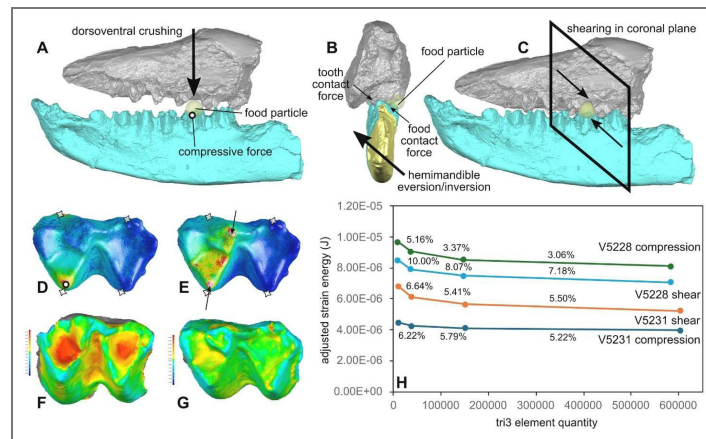 A
dorsoventral crushing
food particle
compressive force
B
food particle
tooth
contact
force
food
contact
force
hemimandible
eversion/inversion
C
shearing in coronal plane
D
E
F
G
adjusted strain energy (J)
1.20E-05
1.00E-05
8.00E-06
6.00E-06
4.00E-06
2.00E-06
0.00E+00
5.16%
3.37%
3.06%
V5228 compression
10.00%
8.07%
7.18%
V5228 shear
6.64%
5.41%
5.50%
V5231 shear
6.22%
5.79%
5.22%
V5231 compression
H
0
100000
200000
300000
400000
500000
600000
tri3 element quantity